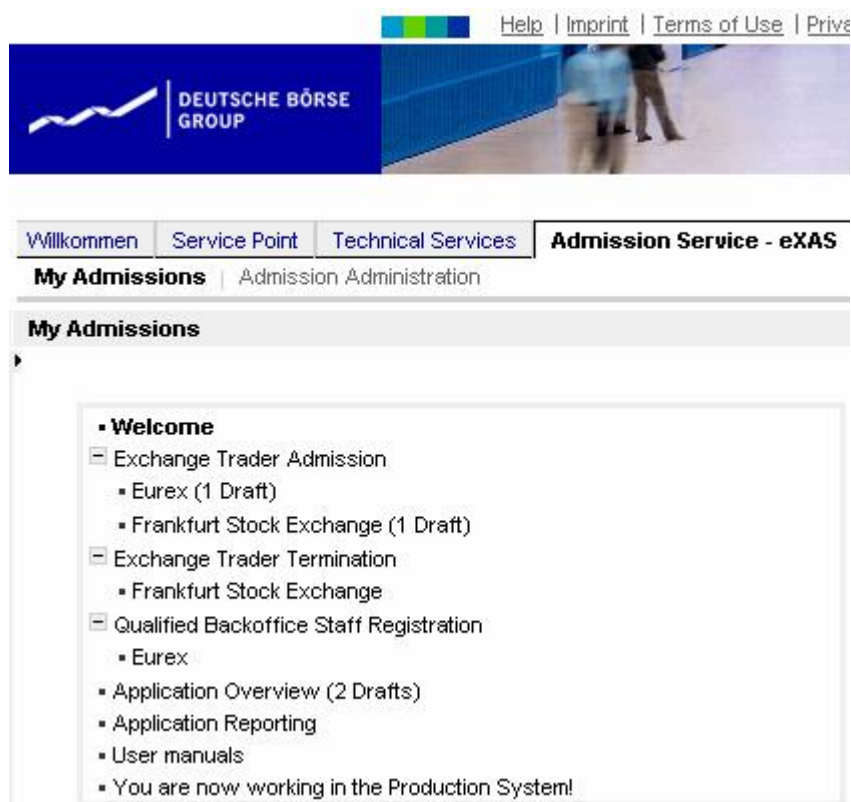 Help | Imprint | Terms of Use |
DEUTSCHE BÖRSE
GROUP
Willkommen Service Point Technical Services Admission Service - eXAS
My Admissions | Admission Administration
My Admissions
▪ Welcome
Exchange Trader Admission
▪ Eurex (1 Draft)
▪ Frankfurt Stock Exchange (1 Draft)
Exchange Trader Termination
▪ Frankfurt Stock Exchange
Qualified Backoffice Staff Registration
▪ Eurex
▪ Application Overview (2 Drafts)
▪ Application Reporting
▪ User manuals
▪ You are now working in the Production System!